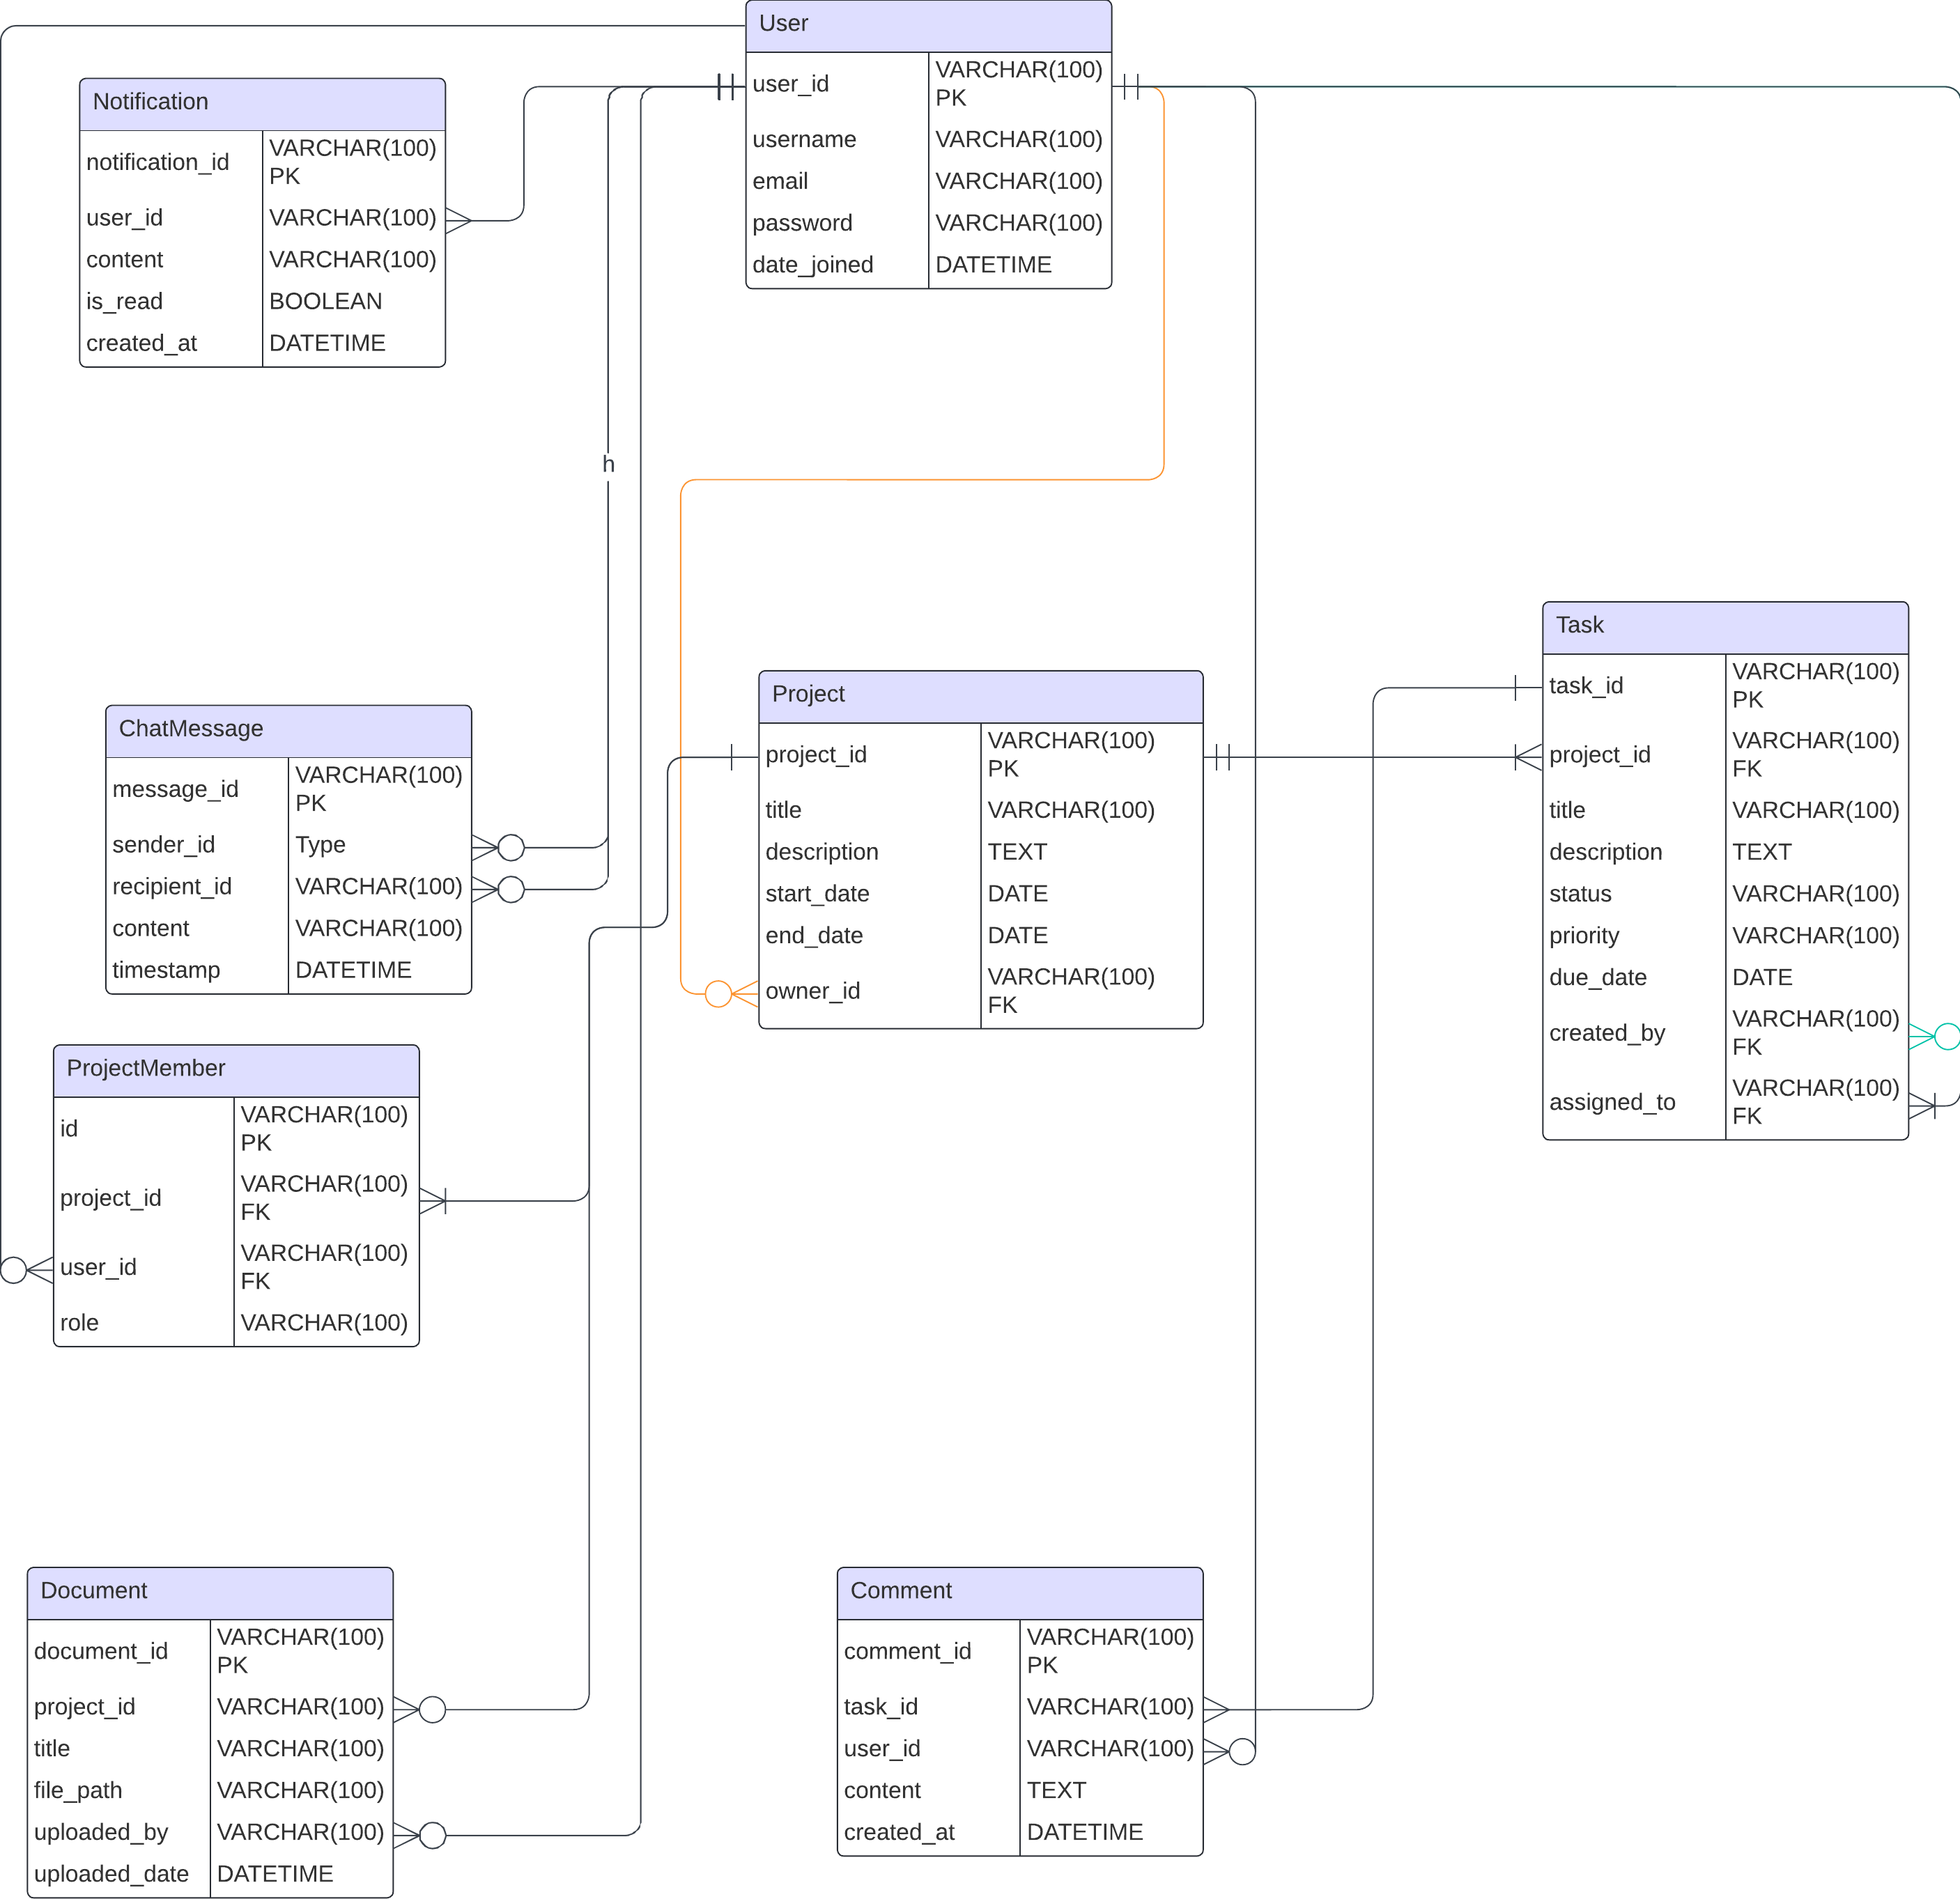 User
user_id VARCHAR(100) PK
username VARCHAR(100)
email VARCHAR(100)
password VARCHAR(100)
date_joined DATETIME
Notification
notification_id VARCHAR(100) PK
user_id VARCHAR(100)
content VARCHAR(100)
is_read BOOLEAN
created_at DATETIME
h
Task
task_id VARCHAR(100) PK
project_id VARCHAR(100) FK
title VARCHAR(100)
description TEXT
status VARCHAR(100)
priority VARCHAR(100)
due_date DATE
created_by VARCHAR(100) FK
assigned_to VARCHAR(100) FK
Project
project_id VARCHAR(100) PK
title VARCHAR(100)
description TEXT
start_date DATE
end_date DATE
owner_id VARCHAR(100) FK
ChatMessage
message_id VARCHAR(100) PK
sender_id Type
recipient_id VARCHAR(100)
content VARCHAR(100)
timestamp DATETIME
ProjectMember
id VARCHAR(100) PK
project_id VARCHAR(100) FK
user_id VARCHAR(100) FK
role VARCHAR(100)
Document
document_id VARCHAR(100) PK
project_id VARCHAR(100)
title VARCHAR(100)
file_path VARCHAR(100)
uploaded_by VARCHAR(100)
uploaded_date DATETIME
Comment
comment_id VARCHAR(100) PK
task_id VARCHAR(100)
user_id VARCHAR(100)
content TEXT
created_at DATETIME